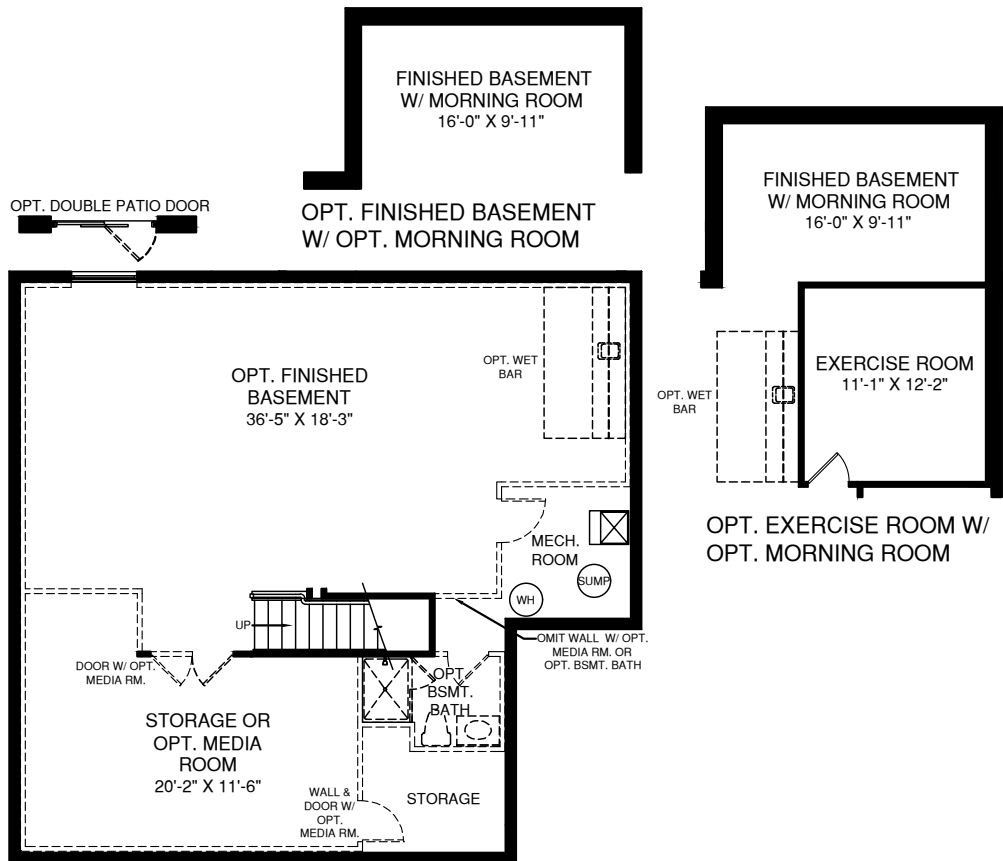 FINISHED BASEMENT
W/ MORNING ROOM
16'-0" X 9'-11"
OPT. FINISHED BASEMENT
W/ OPT. MORNING ROOM
OPT. DOUBLE PATIO DOOR
FINISHED BASEMENT
W/ MORNING ROOM
16'-0" X 9'-11"
EXERCISE ROOM
11'-1" X 12'-2"
OPT. WET
BAR
OPT. EXERCISE ROOM W/
OPT. MORNING ROOM
OPT. FINISHED
BASEMENT
36'-5" X 18'-3"
OPT. WET
BAR
MECH.
ROOM
SUMP
WH
UP
OMIT WALL W/ OPT.
MEDIA RM. OR
OPT. BSMT. BATH
DOOR W/ OPT.
MEDIA RM.
OPT.
BSMT.
BATH
STORAGE OR
OPT. MEDIA
ROOM
20'-2" X 11'-6"
WALL &
DOOR W/
OPT.
MEDIA RM.
STORAGE